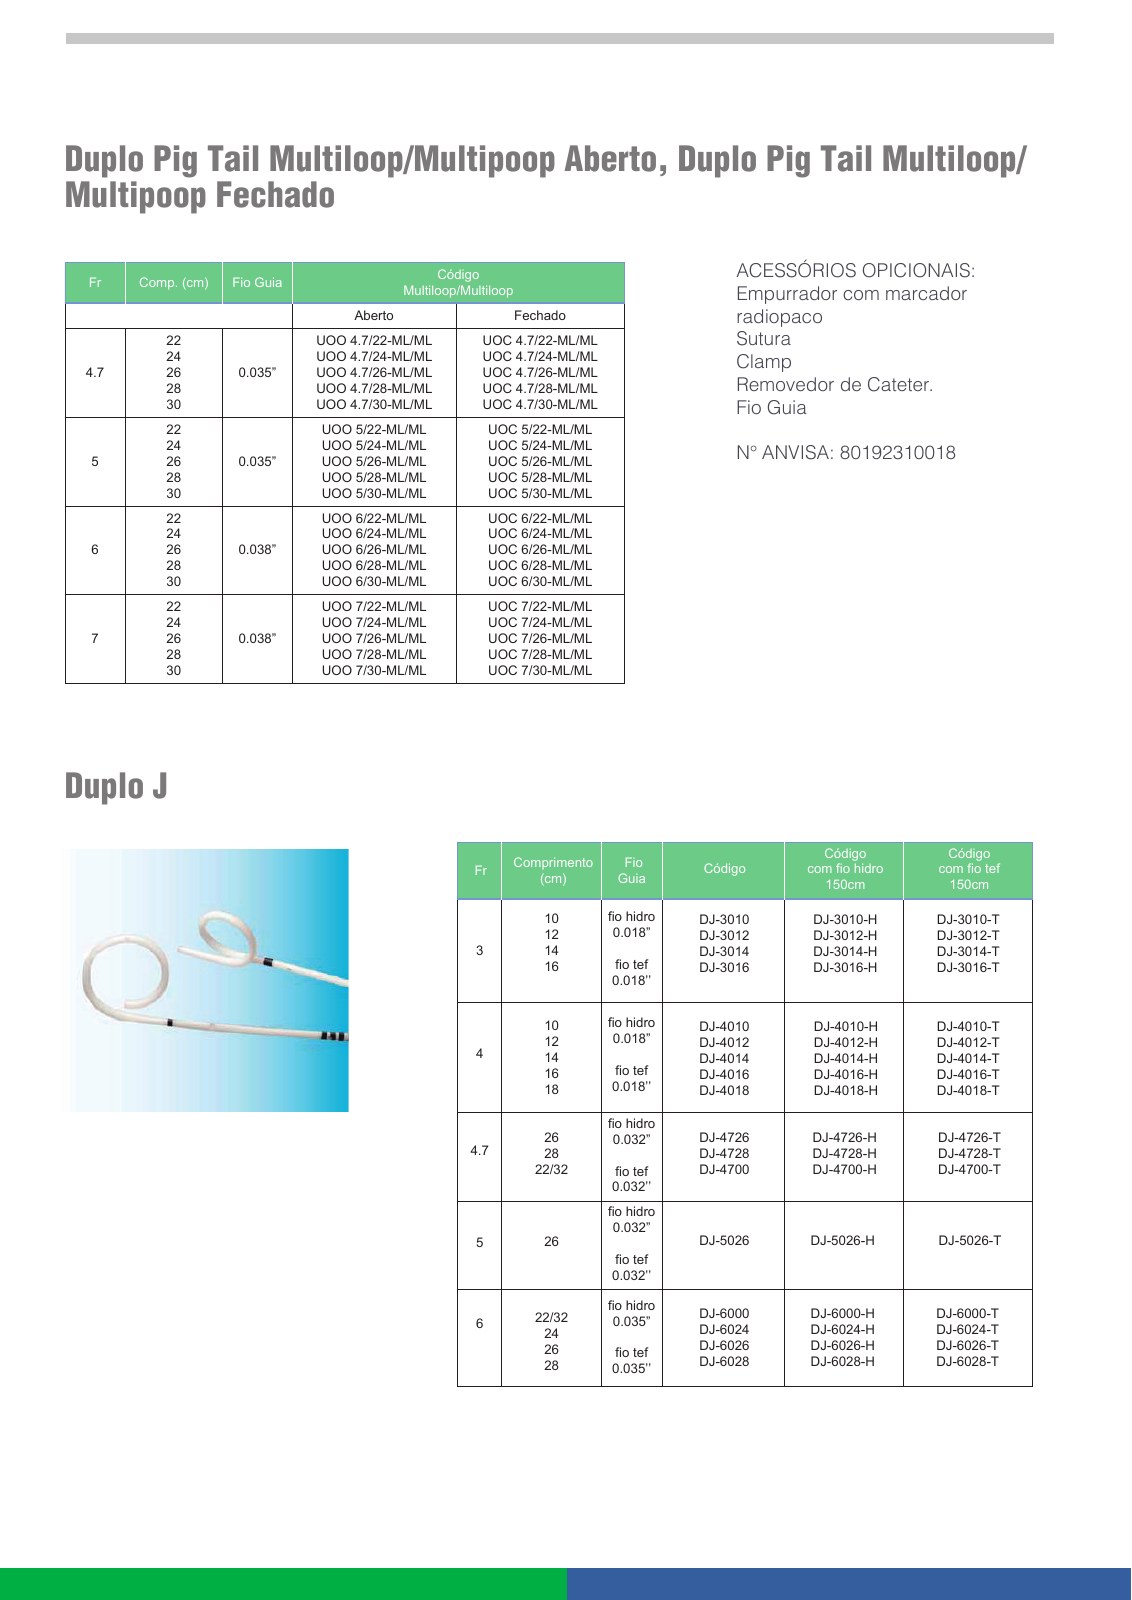 Duplo Pig Tail Multiloop/Multipoop Aberto, Duplo Pig Tail Multiloop/
Multipoop Fechado
Fr Comp. (cm) Fio Guia Código
Multiloop/Multiloop
Aberto Fechado
22 UOO 4.7/22-ML/ML UOC 4.7/22-ML/ML
24 UOO 4.7/24-ML/ML UOC 4.7/24-ML/ML
4.7 26 0.035” UOO 4.7/26-ML/ML UOC 4.7/26-ML/ML
28 UOO 4.7/28-ML/ML UOC 4.7/28-ML/ML
30 UOO 4.7/30-ML/ML UOC 4.7/30-ML/ML
22 UOO 5/22-ML/ML UOC 5/22-ML/ML
24 UOO 5/24-ML/ML UOC 5/24-ML/ML
5 26 0.035” UOO 5/26-ML/ML UOC 5/26-ML/ML
28 UOO 5/28-ML/ML UOC 5/28-ML/ML
30 UOO 5/30-ML/ML UOC 5/30-ML/ML
22 UOO 6/22-ML/ML UOC 6/22-ML/ML
24 UOO 6/24-ML/ML UOC 6/24-ML/ML
6 26 0.038” UOO 6/26-ML/ML UOC 6/26-ML/ML
28 UOO 6/28-ML/ML UOC 6/28-ML/ML
30 UOO 6/30-ML/ML UOC 6/30-ML/ML
22 UOO 7/22-ML/ML UOC 7/22-ML/ML
24 UOO 7/24-ML/ML UOC 7/24-ML/ML
7 26 0.038” UOO 7/26-ML/ML UOC 7/26-ML/ML
28 UOO 7/28-ML/ML UOC 7/28-ML/ML
30 UOO 7/30-ML/ML UOC 7/30-ML/ML
ACESSÓRIOS OPICIONAIS:
Empurrador com marcador
radiopaco
Sutura
Clamp
Removedor de Cateter.
Fio Guia
Nº ANVISA: 80192310018
Duplo J
Fr Comprimento (cm) Fio Guia Código Código com fio hidro 150cm Código com fio tef 150cm
10 fio hidro DJ-3010 DJ-3010-H DJ-3010-T
12 0.018” DJ-3012 DJ-3012-H DJ-3012-T
3 14 DJ-3014 DJ-3014-H DJ-3014-T
16 fio tef DJ-3016 DJ-3016-H DJ-3016-T
0.018’’
10 fio hidro DJ-4010 DJ-4010-H DJ-4010-T
12 0.018” DJ-4012 DJ-4012-H DJ-4012-T
4 14 DJ-4014 DJ-4014-H DJ-4014-T
16 fio tef DJ-4016 DJ-4016-H DJ-4016-T
18 0.018’’ DJ-4018 DJ-4018-H DJ-4018-T
fio hidro
26 0.032” DJ-4726 DJ-4726-H DJ-4726-T
4.7 28 DJ-4728 DJ-4728-H DJ-4728-T
22/32 fio tef DJ-4700 DJ-4700-H DJ-4700-T
0.032’’
fio hidro
0.032”
5 26 DJ-5026 DJ-5026-H DJ-5026-T
fio tef
0.032’’
fio hidro
22/32 DJ-6000 DJ-6000-H DJ-6000-T
6 0.035”
24 DJ-6024 DJ-6024-H DJ-6024-T
26 fio tef DJ-6026 DJ-6026-H DJ-6026-T
28 0.035’’ DJ-6028 DJ-6028-H DJ-6028-T